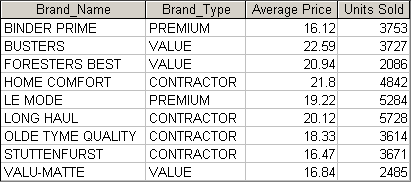 Brand_Name Brand_Type Average Price Units Sold
BINDER PRIME PREMIUM 16.12 3753
BUSTERS VALUE 22.59 3727
FORESTERS BEST VALUE 20.94 2086
HOME COMFORT CONTRACTOR 21.8 4842
LE MODE PREMIUM 19.22 5284
LONG HAUL CONTRACTOR 20.12 5728
OLDE TYME QUALITY CONTRACTOR 18.33 3614
STUTTENFURST CONTRACTOR 16.47 3671
VALU-MATTE VALUE 16.84 2485